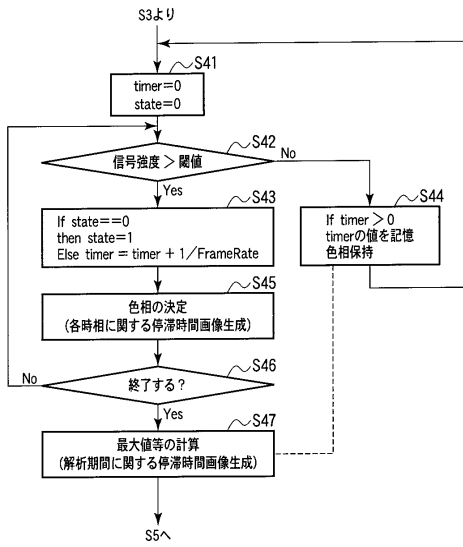 S3より
S41
timer=0
state=0
S42
信号強度 > 閾値
No
Yes
S43
If state==0
then state=1
Else timer = timer + 1/FrameRate
S44
If timer > 0
timerの値を記憶
色相保持
S45
色相の決定
(各時相に関する停滞時間画像生成)
S46
終了する?
No
Yes
S47
最大値等の計算
(解析期間に関する停滞時間画像生成)
S5へ